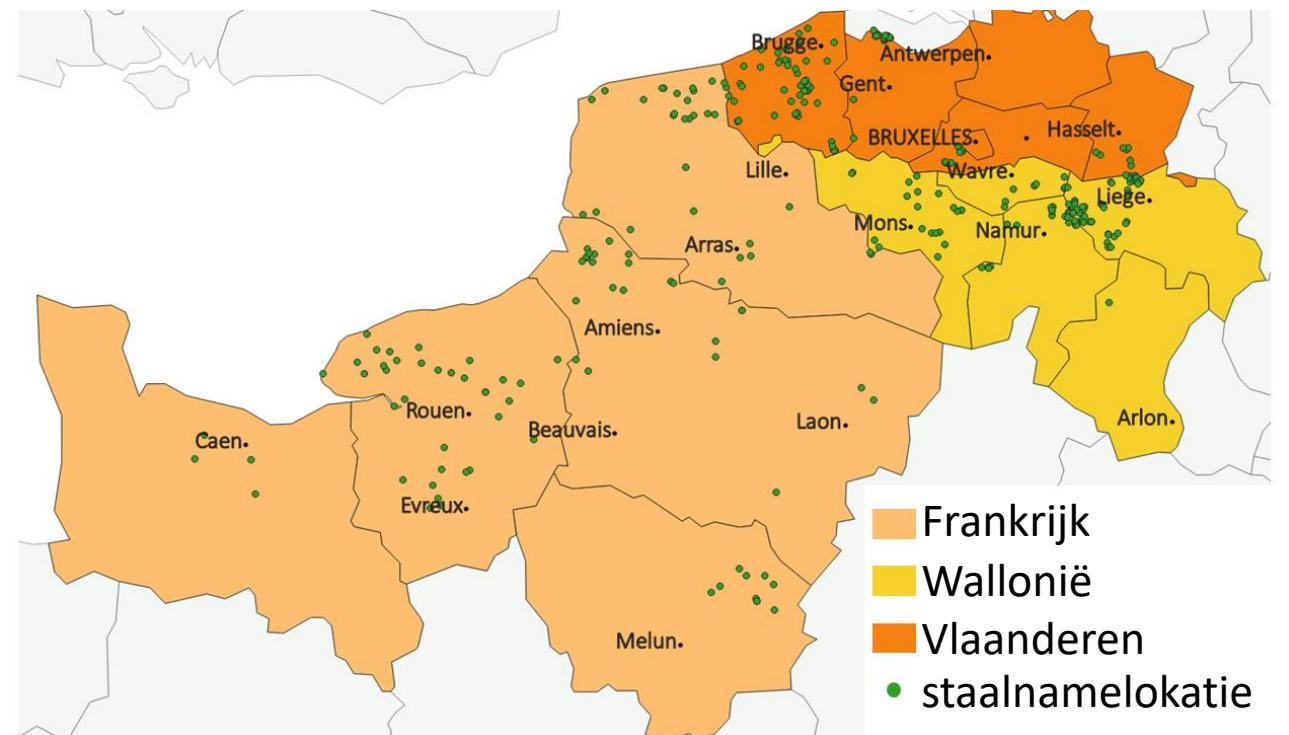 Brugge
Antwerpen
Gent
BRUXELLES
Hasselt
Lille
Wavre
Liege
Mons
Namur
Arras
Amiens
Rouen
Laon
Arlon
Beauvais
Caen
Evreux
Melun
Frankrijk
Wallonië
Vlaanderen
staalnamelokatie